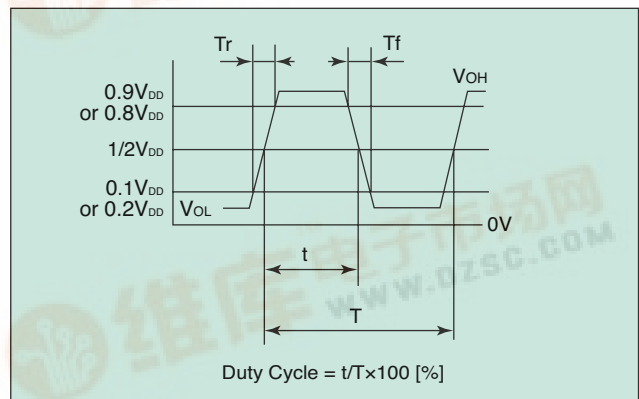 Tr
Tf
VOH
0.9VDD
or 0.8VDD
1/2VDD
0.1VDD
or 0.2VDD
VOL
0V
t
T
Duty Cycle = t/T×100 [%]
维库电子市场网
WWW.DZSC.COM